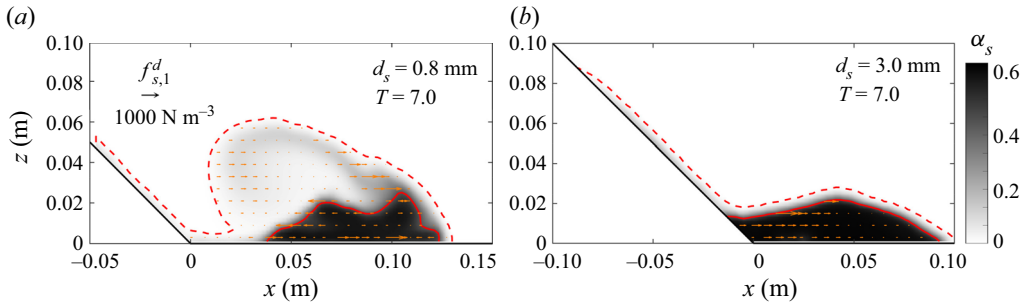 (a)
0.10
0.08
0.06
0.04
0.02
0
z (m)
f^d_{s,1}
→
1000 N m⁻³
d_s = 0.8 mm
T = 7.0
−0.05
0
0.05
0.10
0.15
x (m)
(b)
0.10
0.08
0.06
0.04
0.02
0
d_s = 3.0 mm
T = 7.0
−0.10
−0.05
0
0.05
0.10
x (m)
α_s
0.6
0.4
0.2
0